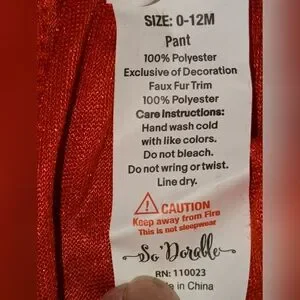 SIZE: 0-12M
Pant
100% Polyester
Exclusive of Decoration
Faux Fur Trim
100% Polyester
Care Instructions:
Hand wash cold
with like colors.
Do not bleach.
Do not wring or twist.
Line dry.
CAUTION
Keep away from Fire
This is not sleepwear
So 'Dorable
RN: 110023
in China